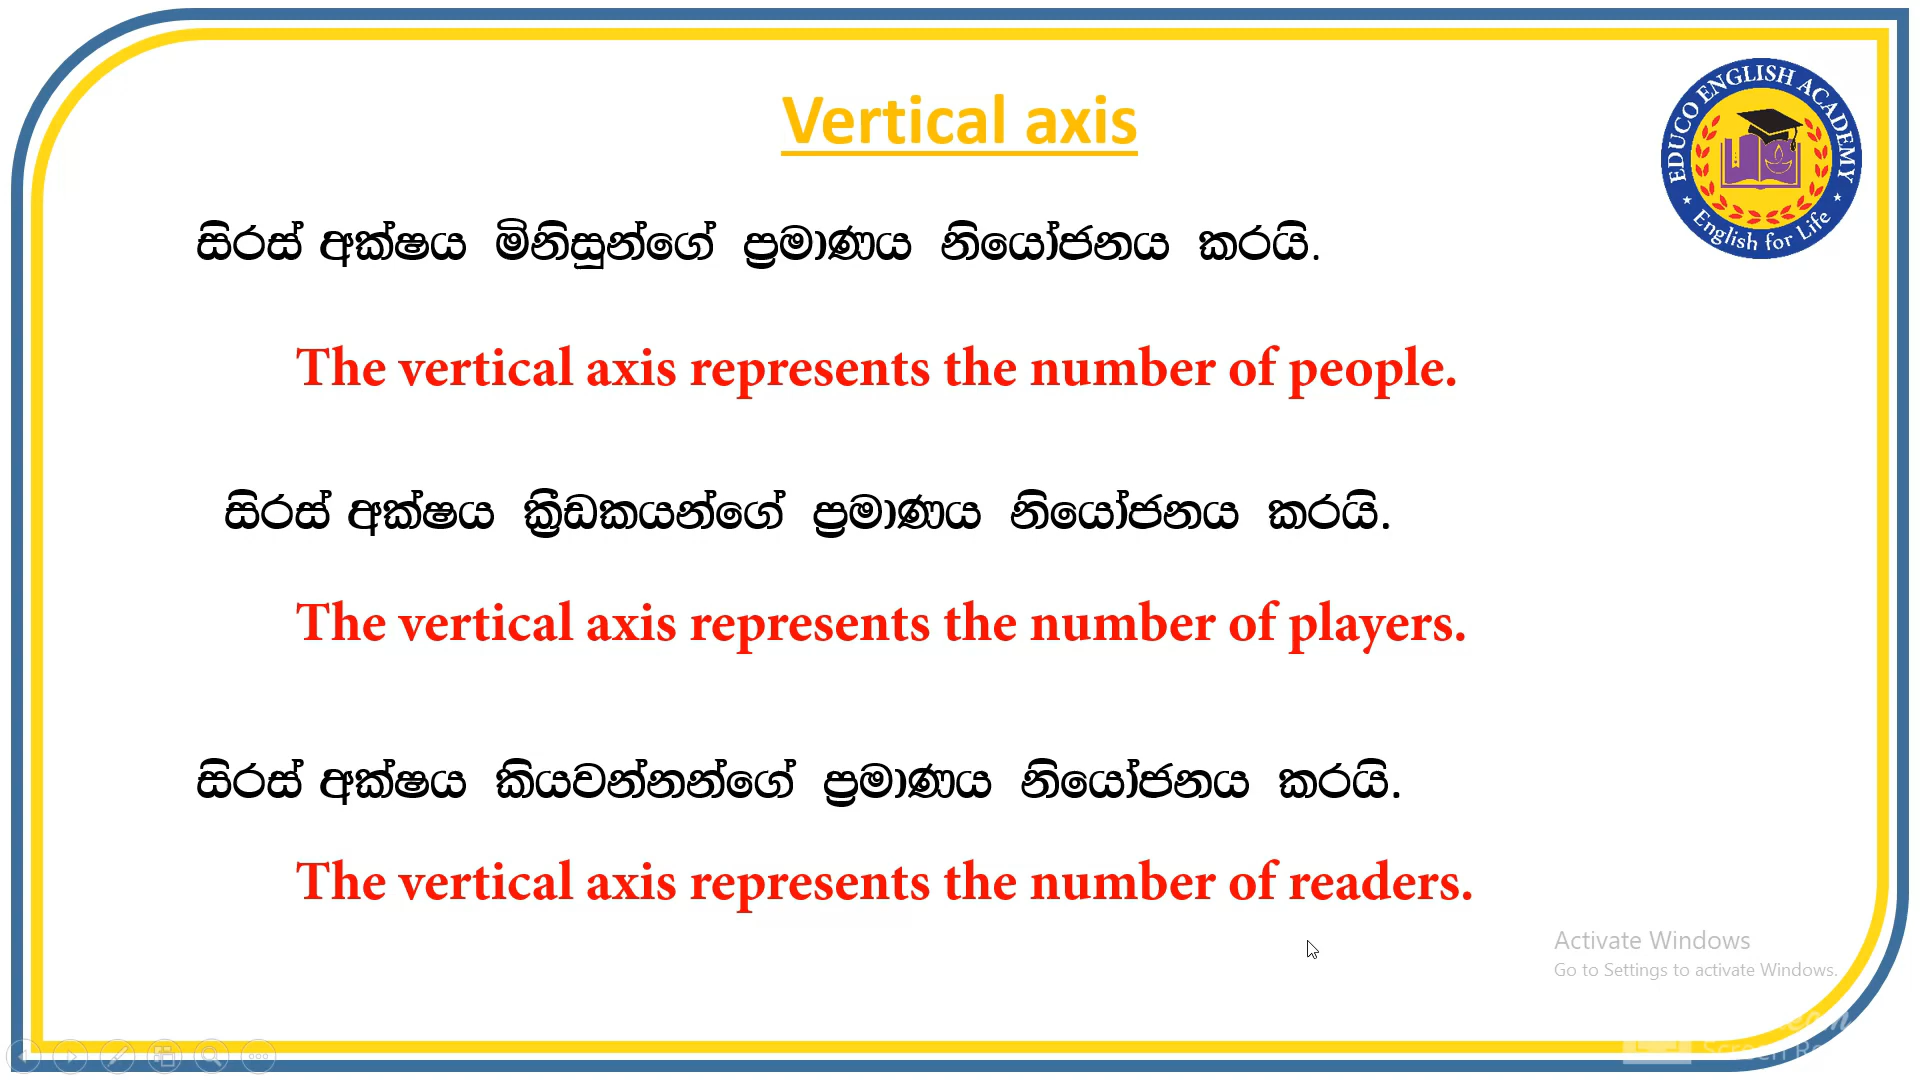 Vertical axis
EDUCO ENGLISH ACADEMY
English for Life
සිරස් අක්ෂය මිනිසුන්ගේ ප්‍රමාණය නියෝජනය කරයි.
The vertical axis represents the number of people.
සිරස් අක්ෂය ක්‍රීඩකයන්ගේ ප්‍රමාණය නියෝජනය කරයි.
The vertical axis represents the number of players.
සිරස් අක්ෂය කියවන්නන්ගේ ප්‍රමාණය නියෝජනය කරයි.
The vertical axis represents the number of readers.
Activate Windows
Go to Settings to activate Windows.
Screen